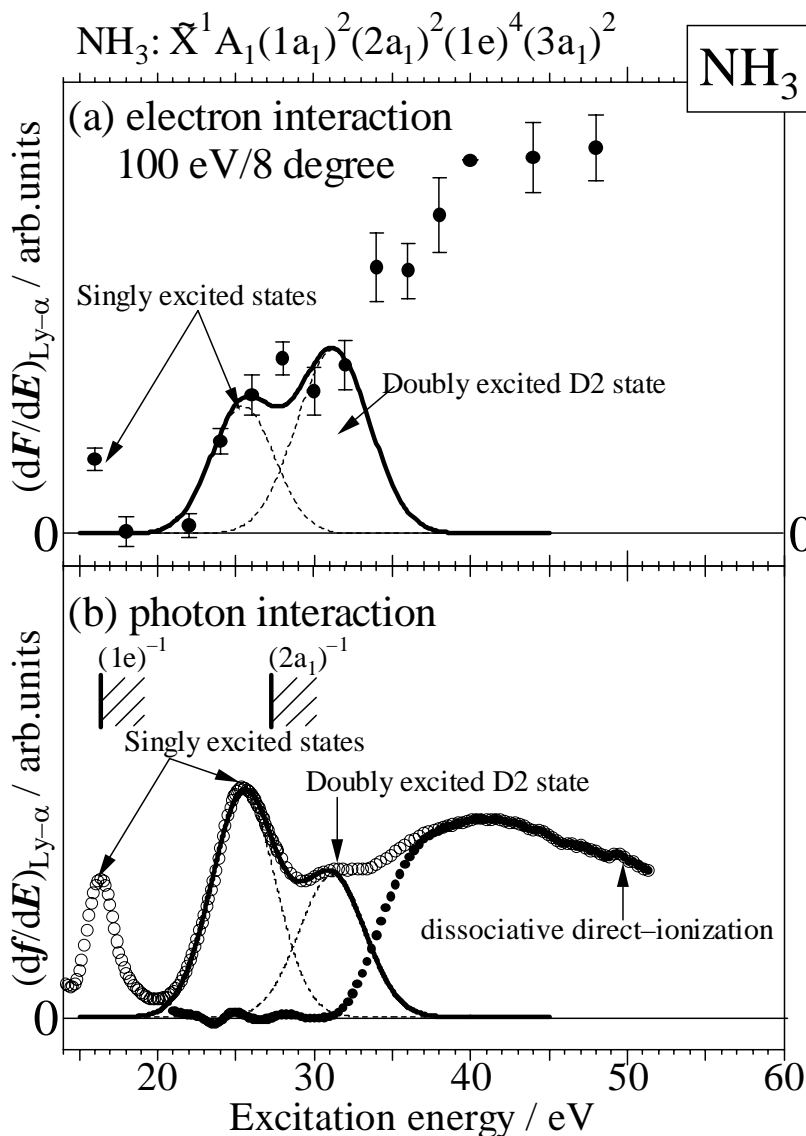 NH₃: X̃¹A₁(1a₁)²(2a₁)²(1e)⁴(3a₁)²
NH₃
(a) electron interaction
100 eV/8 degree
(dF/dE)Ly−α / arb.units
Singly excited states
Doubly excited D2 state
0
0
(b) photon interaction
(1e)⁻¹
(2a₁)⁻¹
(df/dE)Ly−α / arb.units
Singly excited states
Doubly excited D2 state
dissociative direct−ionization
0
20 30 40 50 60
Excitation energy / eV